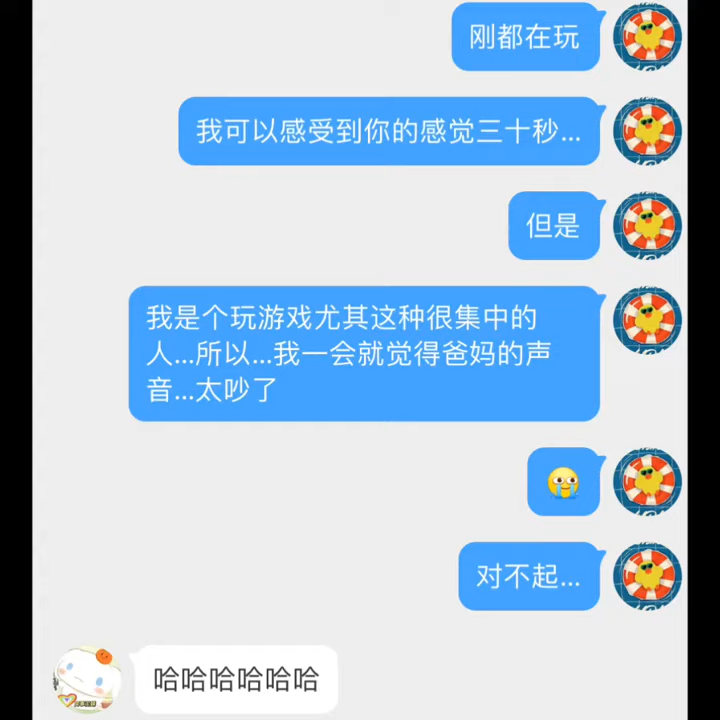 刚都在玩
我可以感受到你的感觉三十秒...
但是
我是个玩游戏尤其这种很集中的
人...所以...我一会就觉得爸妈的声
音...太吵了
对不起...
哈哈哈哈哈哈